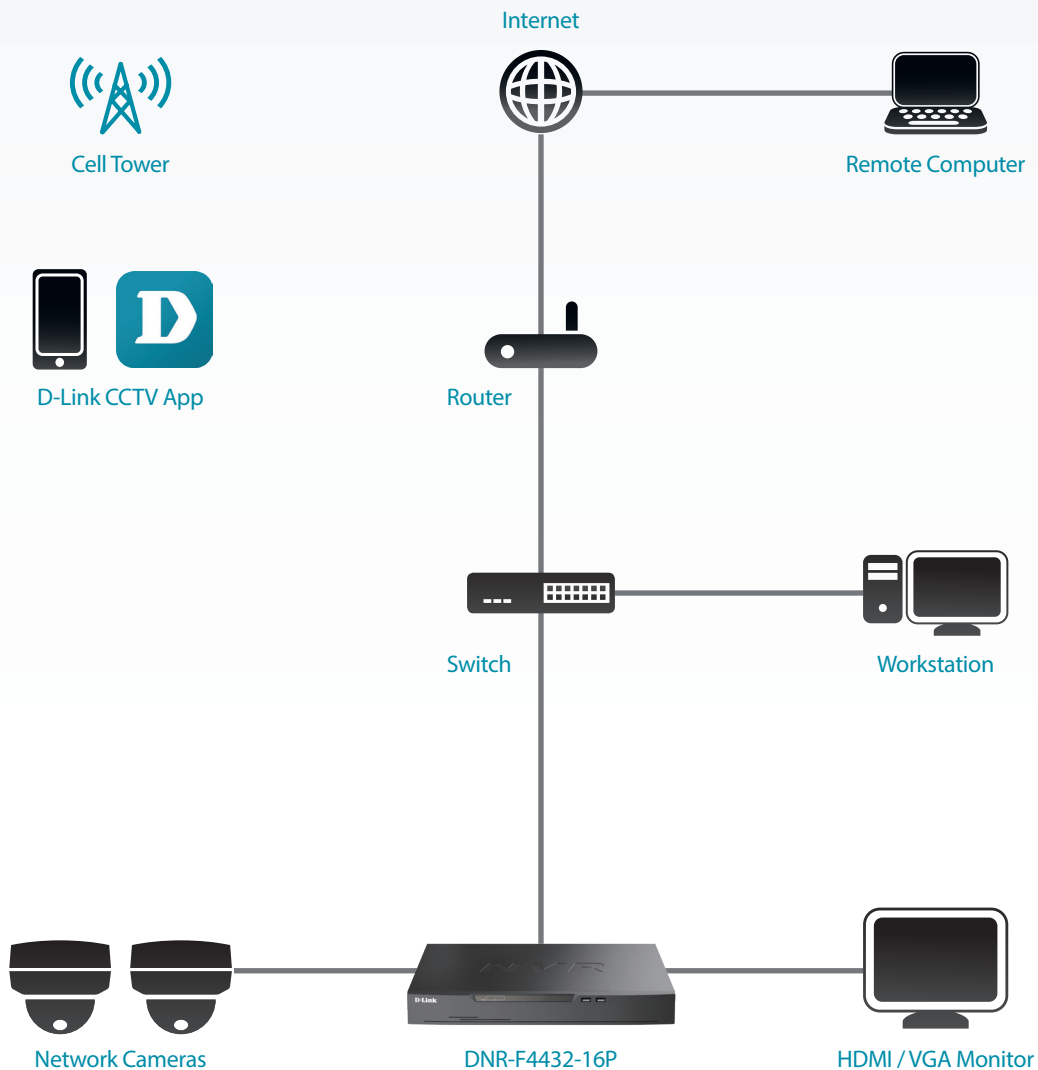 Internet
Cell Tower
Remote Computer
D
D-Link CCTV App
Router
Switch
Workstation
NVR
D-Link
Network Cameras
DNR-F4432-16P
HDMI / VGA Monitor